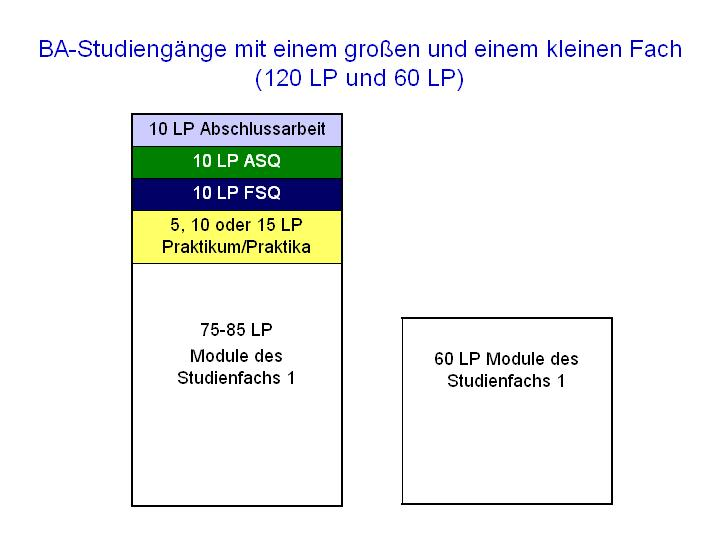 BA-Studiengänge mit einem großen und einem kleinen Fach
(120 LP und 60 LP)
10 LP Abschlussarbeit
10 LP ASQ
10 LP FSQ
5, 10 oder 15 LP
Praktikum/Praktika
75-85 LP
Module des
Studienfachs 1
60 LP Module des
Studienfachs 1